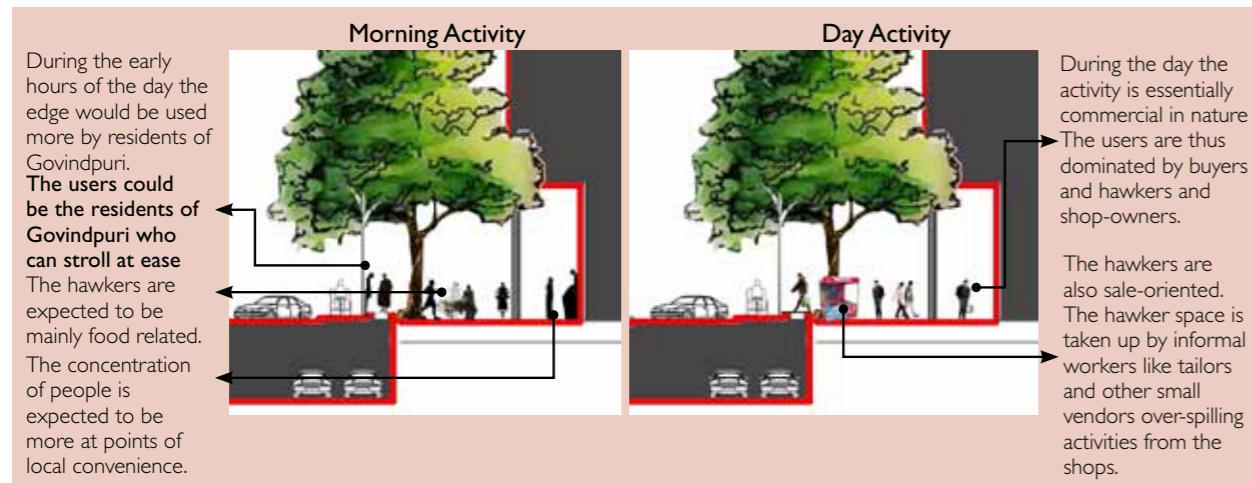 Morning Activity
Day Activity
During the early
hours of the day the
edge would be used
more by residents of
Govindpuri.
The users could
be the residents of
Govindpuri who
can stroll at ease
The hawkers are
expected to be
mainly food related.
The concentration
of people is
expected to be
more at points of
local convenience.
During the day the
activity is essentially
commercial in nature
The users are thus
dominated by buyers
and hawkers and
shop-owners.
The hawkers are
also sale-oriented.
The hawker space is
taken up by informal
workers like tailors
and other small
vendors over-spilling
activities from the
shops.